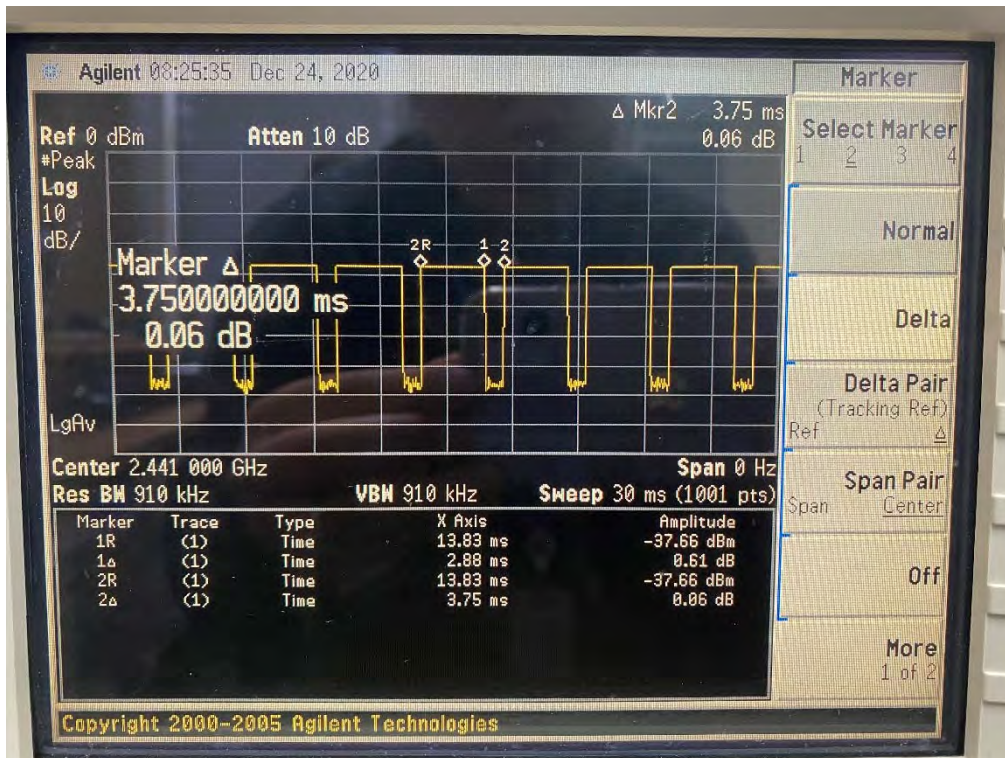 Agilent 08:25:35 Dec 24, 2020
Marker
Δ Mkr2 3.75 ms
Ref 0 dBm Atten 10 dB 0.06 dB
#Peak
Log
10
dB/
2R 1 2
Marker Δ
3.750000000 ms
0.06 dB
LgAv
Center 2.441 000 GHz Span 0 Hz
Res BW 910 kHz VBW 910 kHz Sweep 30 ms (1001 pts)
Marker Trace Type X Axis Amplitude
1R (1) Time 13.83 ms -37.66 dBm
1Δ (1) Time 2.88 ms 0.61 dB
2R (1) Time 13.83 ms -37.66 dBm
2Δ (1) Time 3.75 ms 0.06 dB
Copyright 2000-2005 Agilent Technologies
Select Marker
1 2 3 4
Normal
Delta
Delta Pair
(Tracking Ref)
Ref Δ
Span Pair
Span Center
Off
More
1 of 2